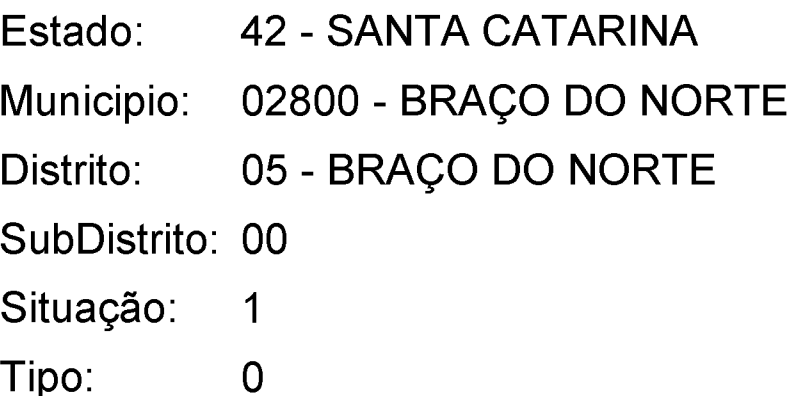 Estado: 42 - SANTA CATARINA
Municipio: 02800 - BRAÇO DO NORTE
Distrito: 05 - BRAÇO DO NORTE
SubDistrito: 00
Situação: 1
Tipo: 0